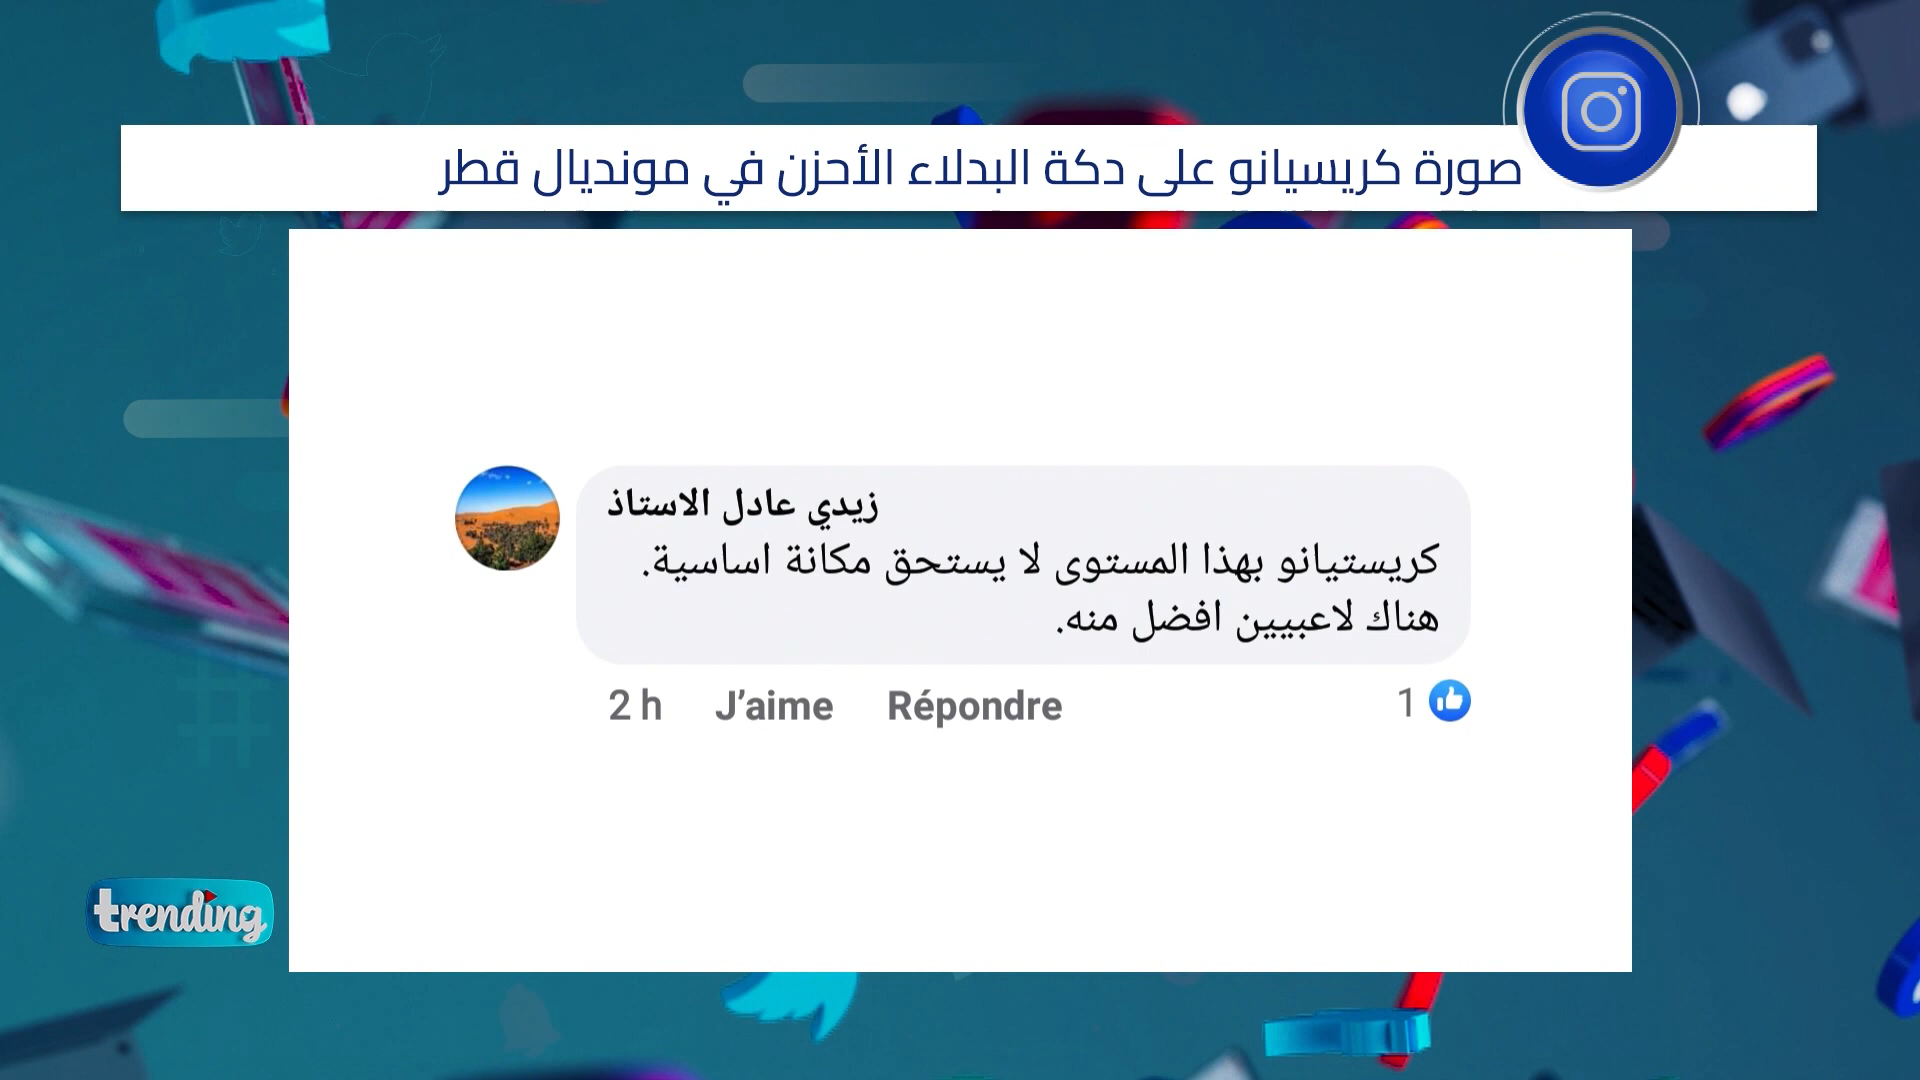 صورة كريسيانو على دكة البدلاء الأحزن في مونديال قطر
زيدي عادل الاستاذ
كريستيانو بهذا المستوى لا يستحق مكانة اساسية.
هناك لاعبيين افضل منه.
2 h J’aime Répondre 1
trending